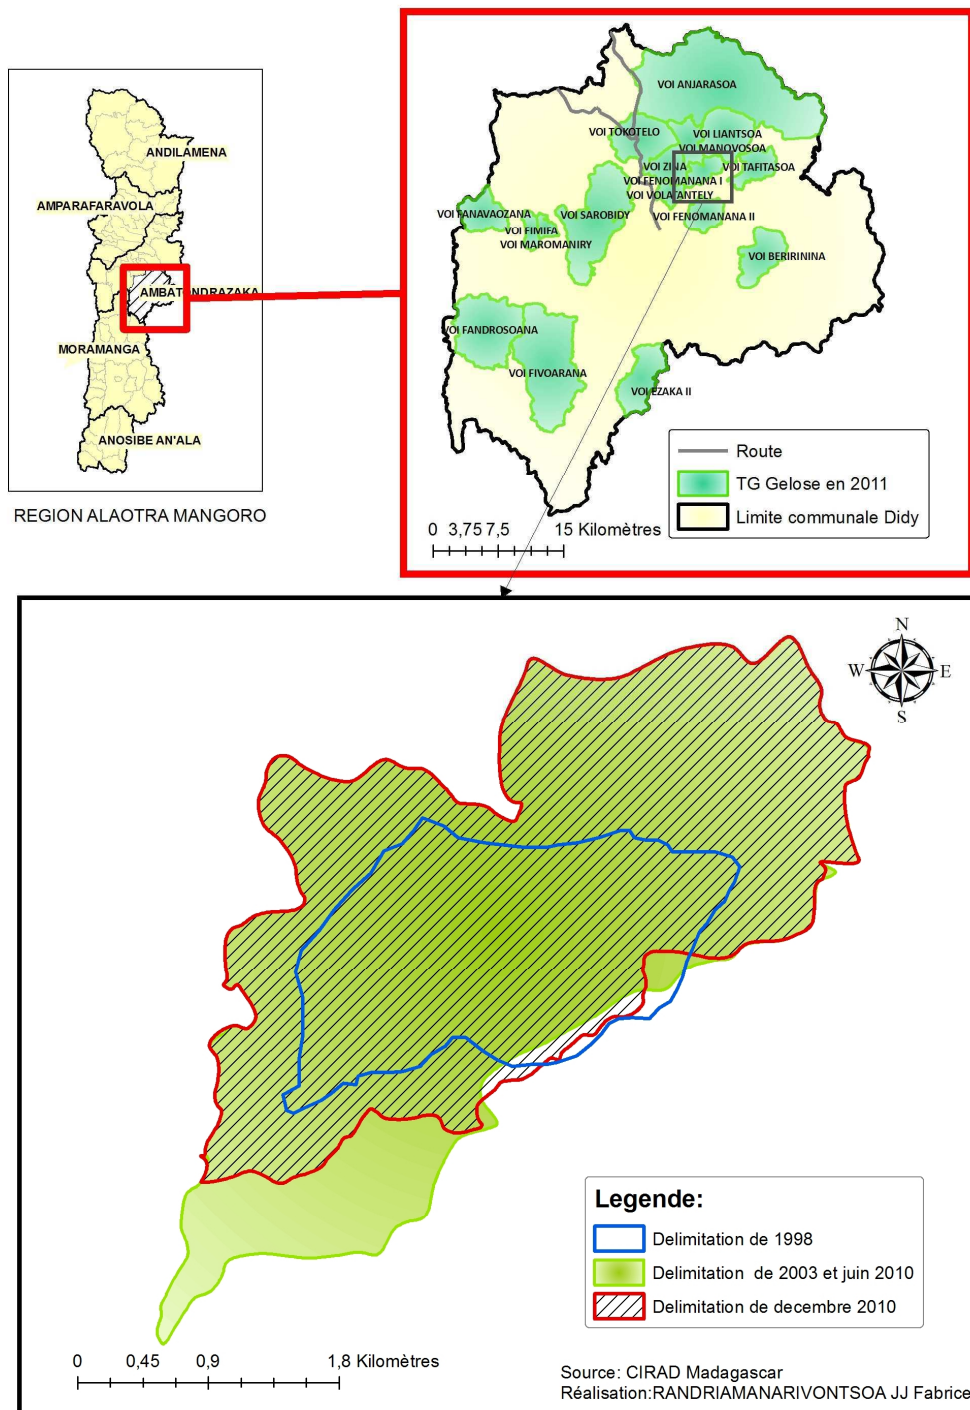 ANDILAMENA
AMPARAFARAVOLA
AMBATONDRAZAKA
MORAMANGA
ANOSIBE AN'ALA
REGION ALAOTRA MANGORO
VOI ANJARASOA
VOI TOKOTELO
VOI LIANTSOA
VOI MANOVOSOA
VOI ZINA
VOI TAFITASOA
VOI FENOMANANA I
VOI VOLATANTELY
VOI FANAVAOZANA
VOI SAROBIDY
VOI FENOMANANA II
VOI FIMIFA
VOI MAROMANIRY
VOI BERIRININA
VOI FANDROSOANA
VOI FIVOARANA
VOI EZAKA II
Route
TG Gelose en 2011
Limite communale Didy
0 3,75 7,5 15 Kilomètres
N
W E
S
Legende:
Delimitation de 1998
Delimitation de 2003 et juin 2010
Delimitation de decembre 2010
0 0,45 0,9 1,8 Kilomètres
Source: CIRAD Madagascar
Réalisation:RANDRIAMANARIVONTSOA JJ Fabrice